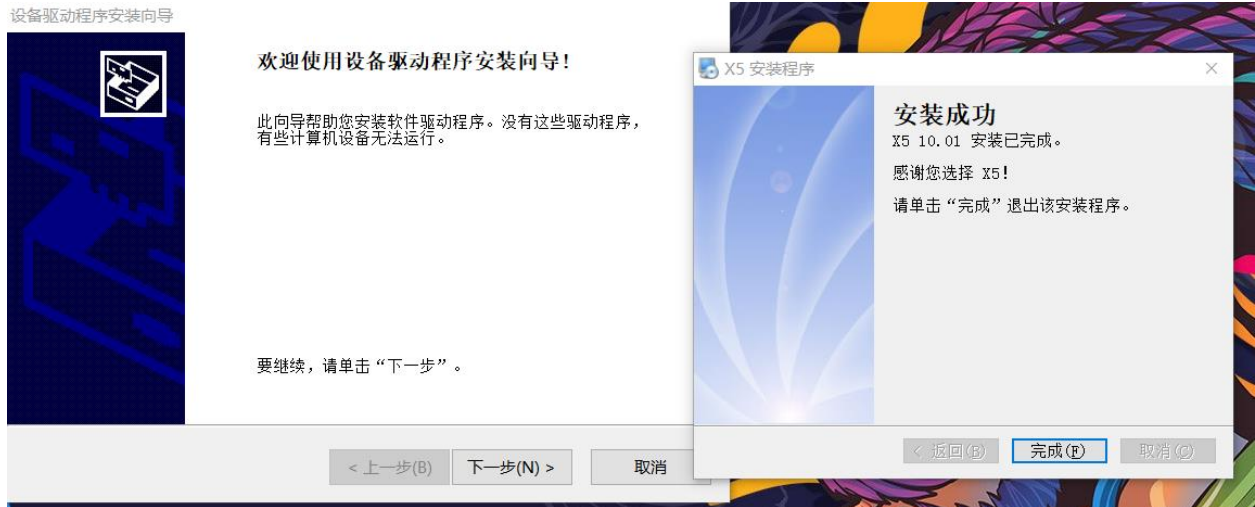 设备驱动程序安装向导
欢迎使用设备驱动程序安装向导！
此向导帮助您安装软件驱动程序。没有这些驱动程序，
有些计算机设备无法运行。
要继续，请单击“下一步”。
< 上一步(B)
下一步(N) >
取消
X5 安装程序
安装成功
X5 10.01 安装已完成。
感谢您选择 X5!
请单击“完成”退出该安装程序。
< 返回(B)
完成(F)
取消(C)